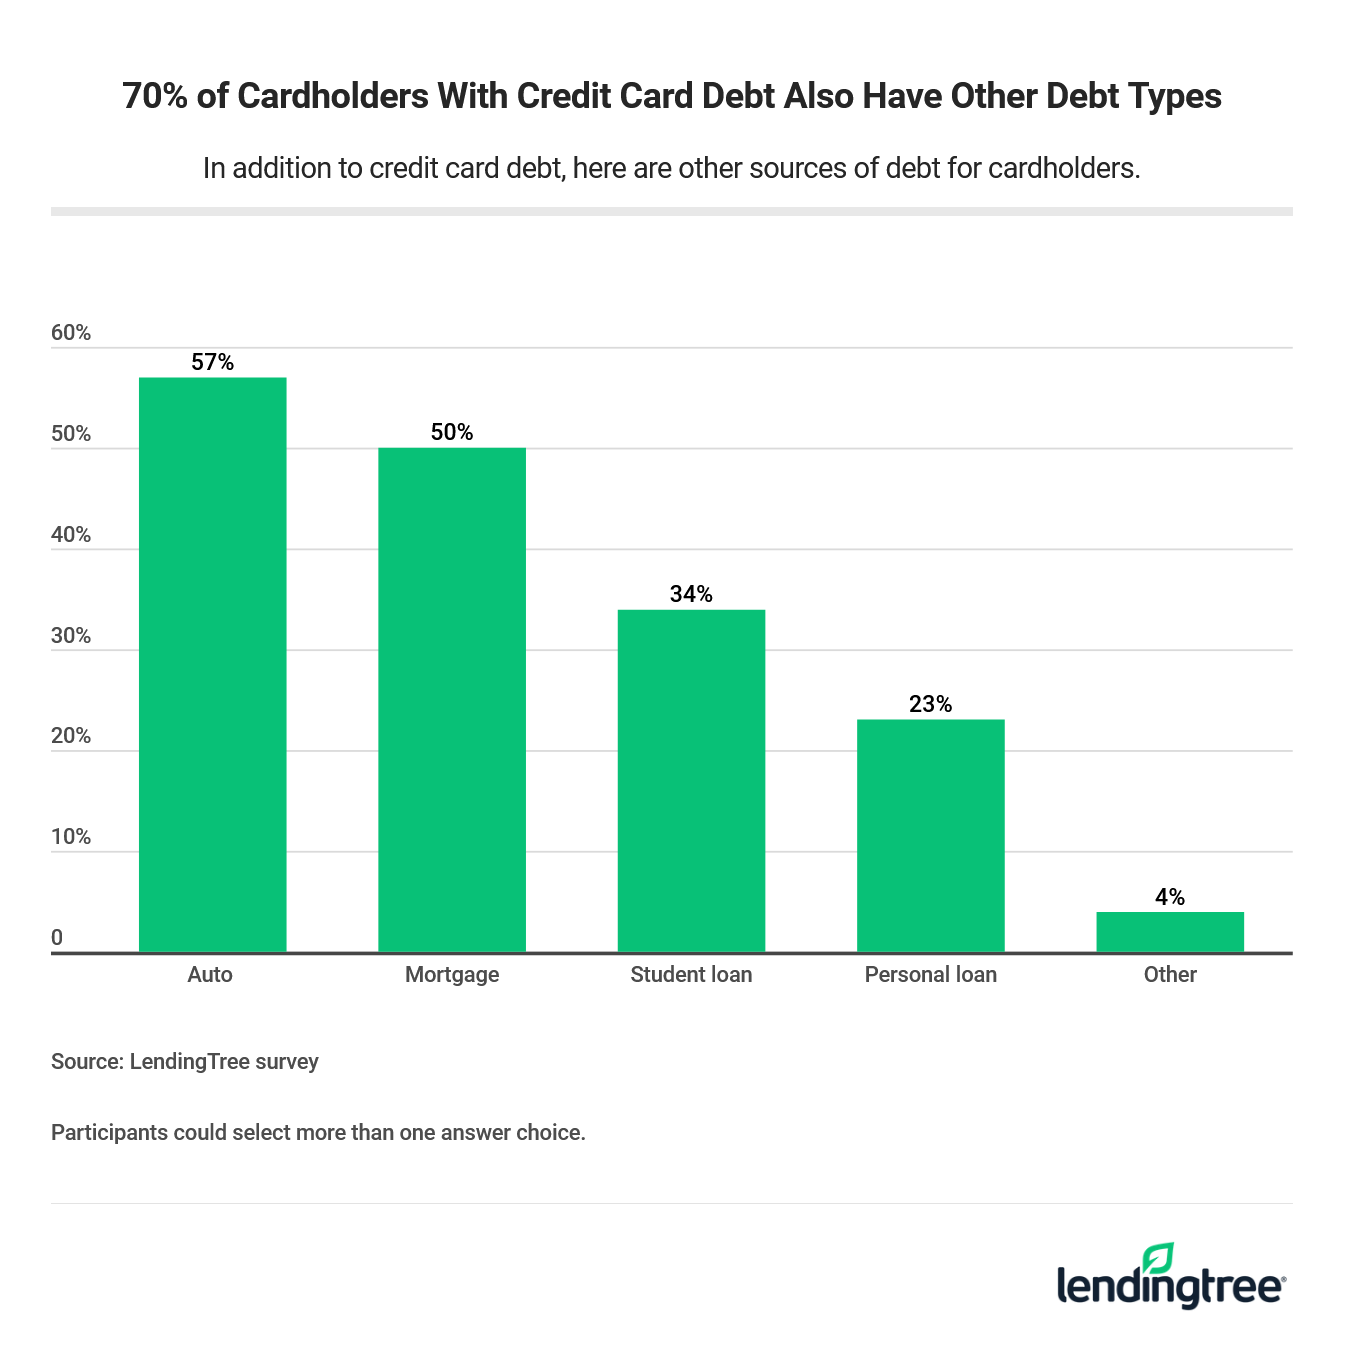 70% of Cardholders With Credit Card Debt Also Have Other Debt Types
In addition to credit card debt, here are other sources of debt for cardholders.
60%
57%
50%
50%
40%
34%
30%
23%
20%
10%
4%
0
Auto Mortgage Student loan Personal loan Other
Source: LendingTree survey
Participants could select more than one answer choice.
lendingtree®